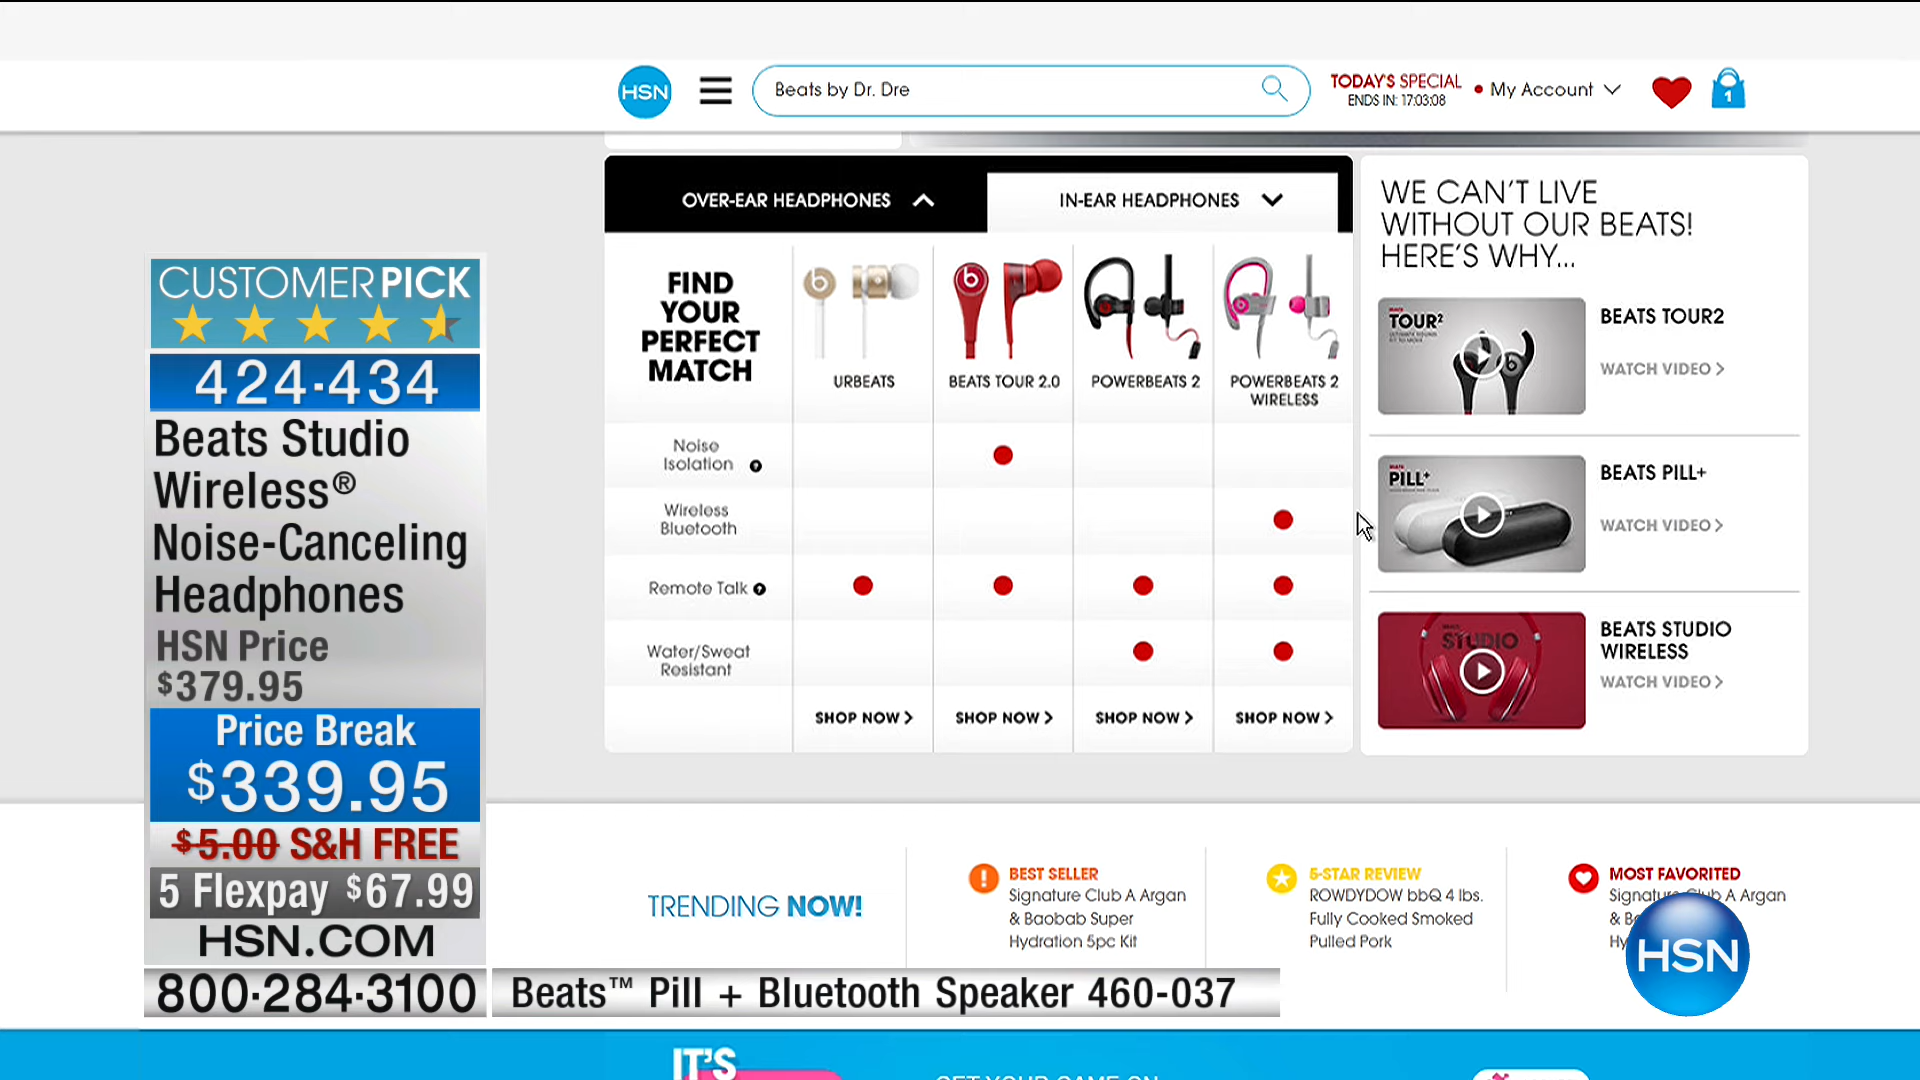 HSN
Beats by Dr. Dre
TODAY'S SPECIAL
ENDS IN: 17:03:08
My Account
1
OVER-EAR HEADPHONES
IN-EAR HEADPHONES
FIND
YOUR
PERFECT
MATCH
URBEATS
BEATS TOUR 2.0
POWERBEATS 2
POWERBEATS 2
WIRELESS
Noise
Isolation
Wireless
Bluetooth
Remote Talk
Water/Sweat
Resistant
SHOP NOW >
SHOP NOW >
SHOP NOW >
SHOP NOW >
WE CAN'T LIVE
WITHOUT OUR BEATS!
HERE'S WHY...
TOUR²
BEATS TOUR2
WATCH VIDEO >
PILL+
BEATS PILL+
WATCH VIDEO >
STUDIO
BEATS STUDIO
WIRELESS
WATCH VIDEO >
CUSTOMER PICK
424-434
Beats Studio
Wireless®
Noise-Canceling
Headphones
HSN Price
$379.95
Price Break
$339.95
$5.00 S&H FREE
5 Flexpay $67.99
HSN.COM
800-284-3100
Beats™ Pill + Bluetooth Speaker 460-037
TRENDING NOW!
BEST SELLER
Signature Club A Argan
& Baobab Super
Hydration 5pc Kit
5-STAR REVIEW
ROWDYDOW bbQ 4 lbs.
Fully Cooked Smoked
Pulled Pork
MOST FAVORITED
Signature Club A Argan
HSN
IT'S
GET YOUR GAME ON